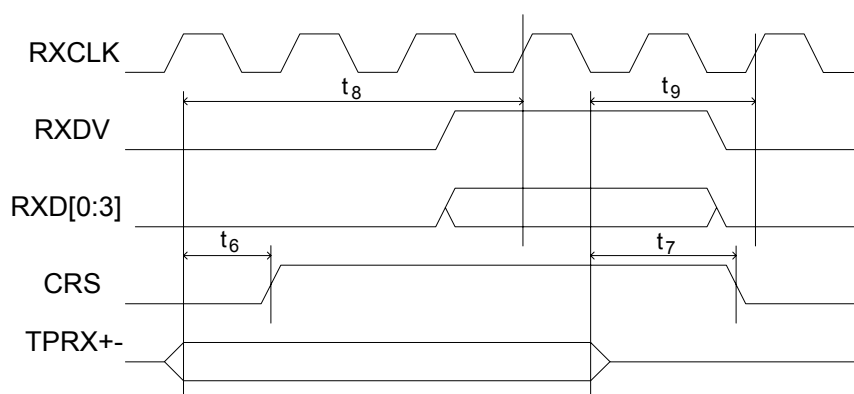 RXCLK
t8 t9
RXDV
RXD[0:3]
t6 t7
CRS
TPRX+-